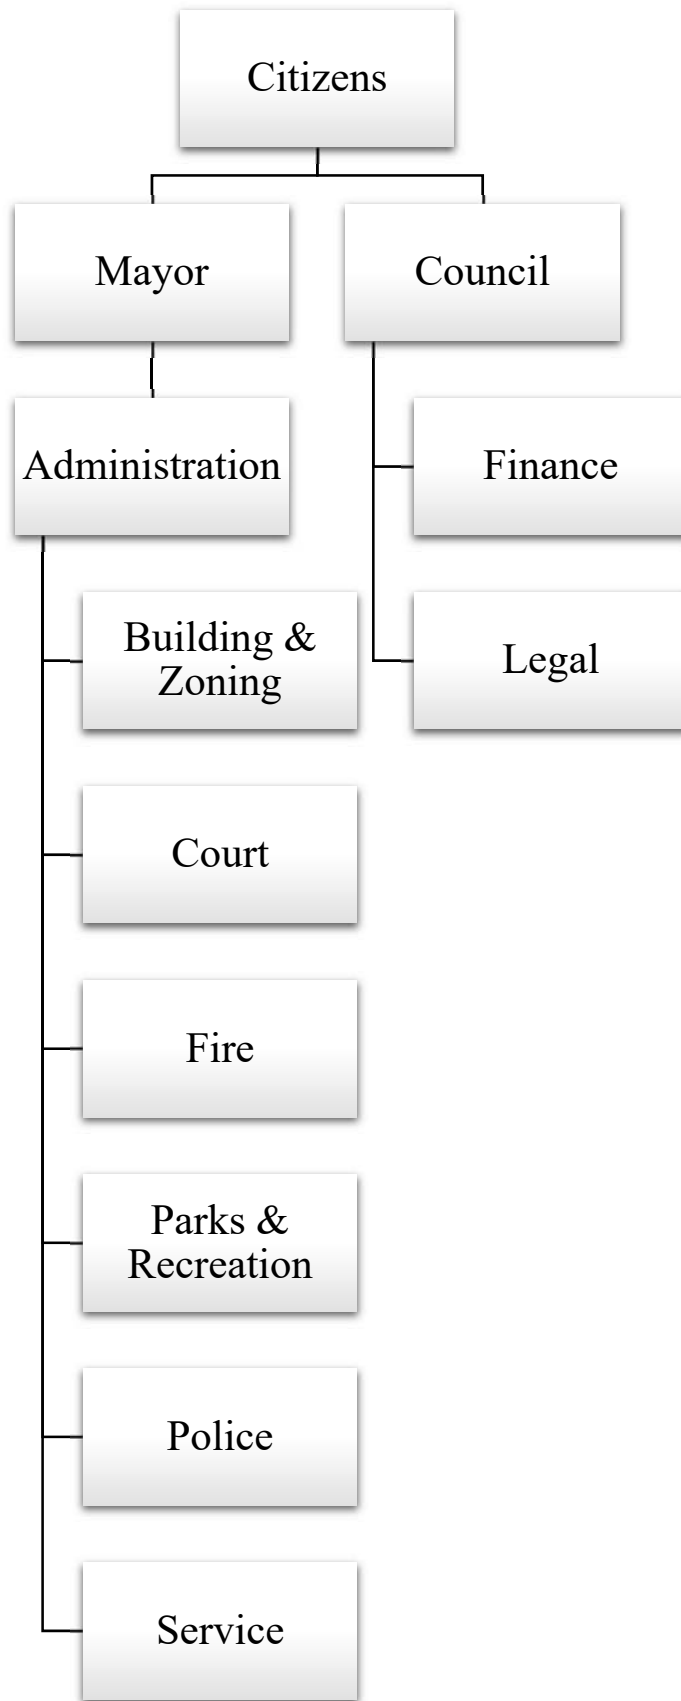 Citizens
Mayor
Council
Administration
Finance
Building &
Zoning
Legal
Court
Fire
Parks &
Recreation
Police
Service